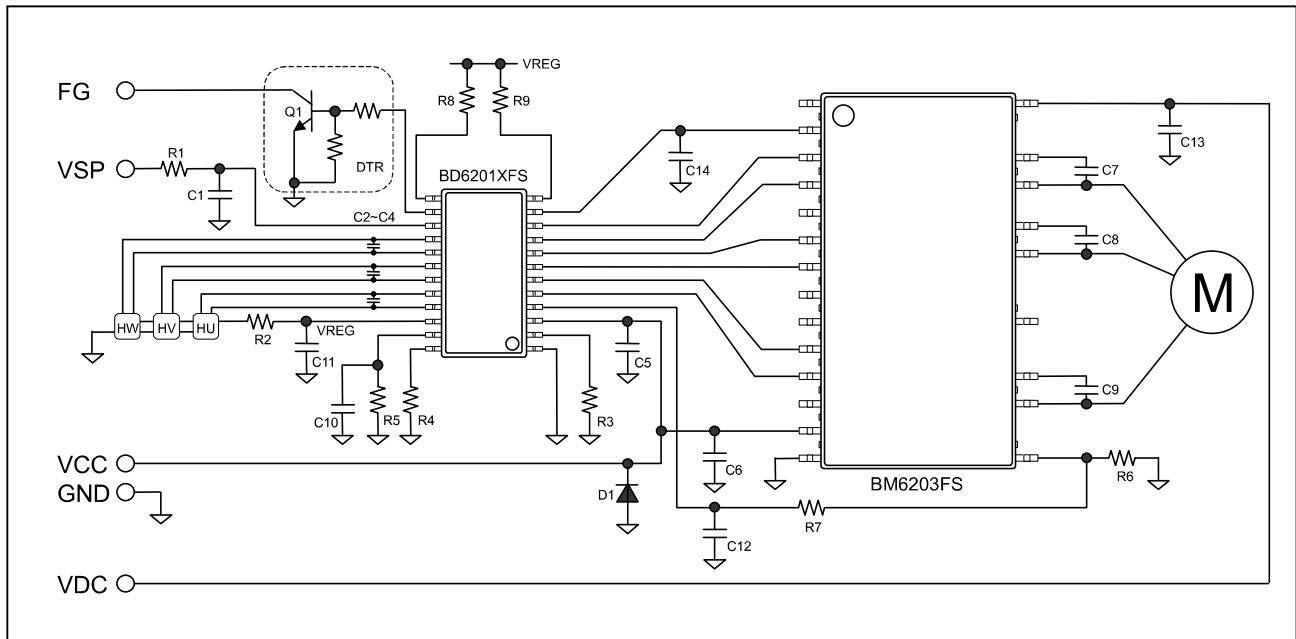 FG
VSP
VCC
GND
VDC
Q1
DTR
R1
C1
R8
R9
VREG
BD6201XFS
C2~C4
HW
HV
HU
R2
VREG
C11
C10
R5
R4
R3
C5
D1
C14
C6
C12
R7
BM6203FS
C13
C7
C8
C9
R6
M